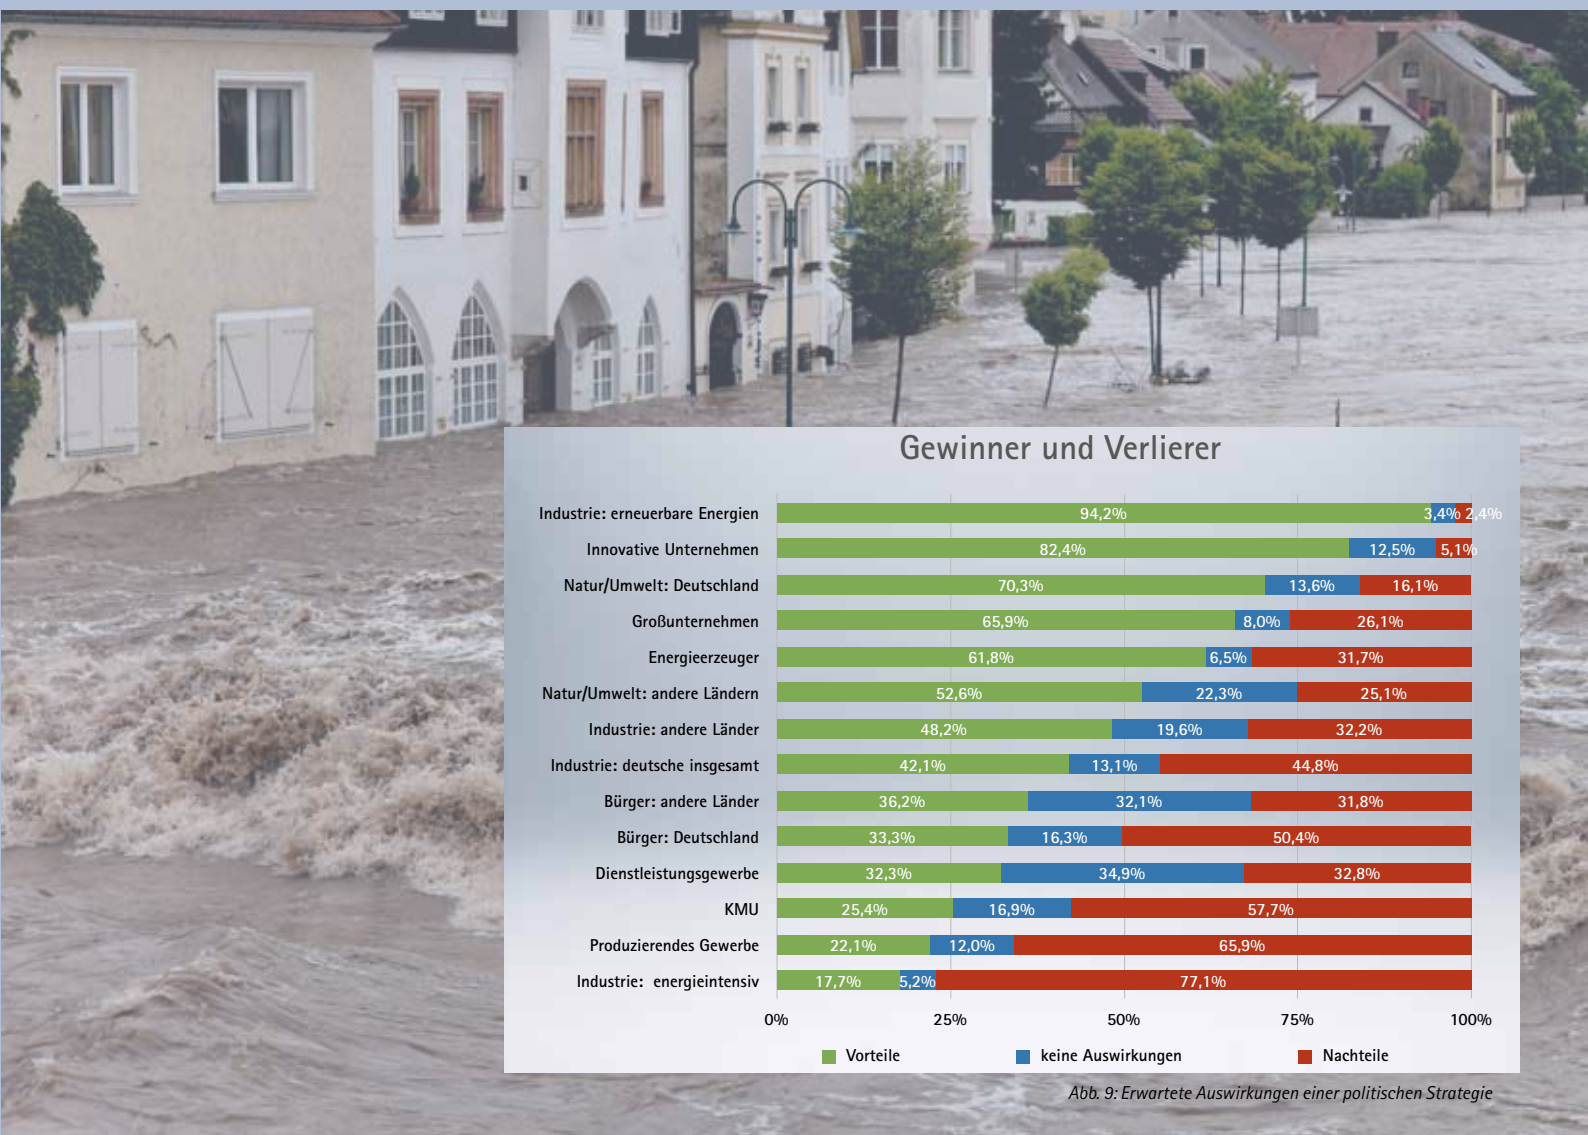 Gewinner und Verlierer
Industrie: erneuerbare Energien 94,2% 3,4% 2,4%
Innovative Unternehmen 82,4% 12,5% 5,1%
Natur/Umwelt: Deutschland 70,3% 13,6% 16,1%
Großunternehmen 65,9% 8,0% 26,1%
Energieerzeuger 61,8% 6,5% 31,7%
Natur/Umwelt: andere Ländern 52,6% 22,3% 25,1%
Industrie: andere Länder 48,2% 19,6% 32,2%
Industrie: deutsche insgesamt 42,1% 13,1% 44,8%
Bürger: andere Länder 36,2% 32,1% 31,8%
Bürger: Deutschland 33,3% 16,3% 50,4%
Dienstleistungsgewerbe 32,3% 34,9% 32,8%
KMU 25,4% 16,9% 57,7%
Produzierendes Gewerbe 22,1% 12,0% 65,9%
Industrie: energieintensiv 17,7% 5,2% 77,1%
0% 25% 50% 75% 100%
Vorteile keine Auswirkungen Nachteile
Abb. 9: Erwartete Auswirkungen einer politischen Strategie